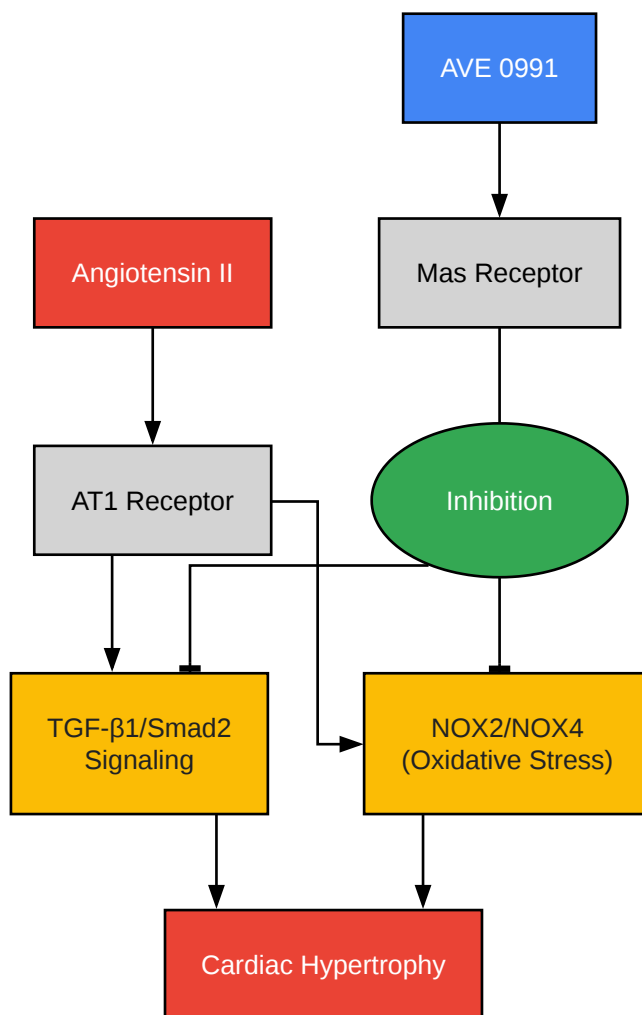 AVE 0991
Angiotensin II
Mas Receptor
AT1 Receptor
Inhibition
TGF-β1/Smad2
Signaling
NOX2/NOX4
(Oxidative Stress)
Cardiac Hypertrophy